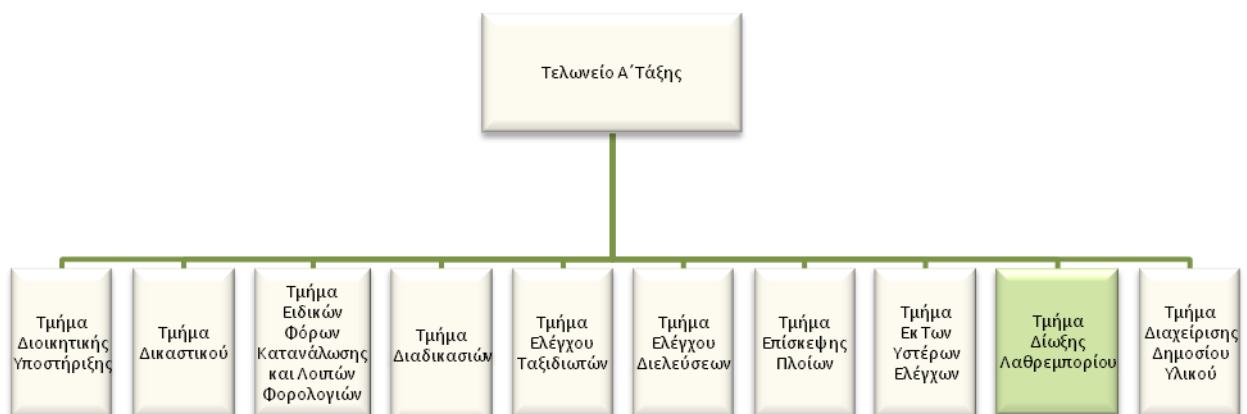 Τελωνείο Α΄Τάξης
Τμήμα
Διοικητικής
Υποστήριξης
Τμήμα
Δικαστικού
Τμήμα
Ειδικών
Φόρων
Κατανάλωσης
και Λοιπών
Φορολογιών
Τμήμα
Διαδικασιών
Τμήμα
Ελέγχου
Ταξιδιωτών
Τμήμα
Ελέγχου
Διελεύσεων
Τμήμα
Επίσκεψης
Πλοίων
Τμήμα
Εκ Των
Υστέρων
Ελέγχων
Τμήμα
Δίωξης
Λαθρεμπορίου
Τμήμα
Διαχείρισης
Δημοσίου
Υλικού